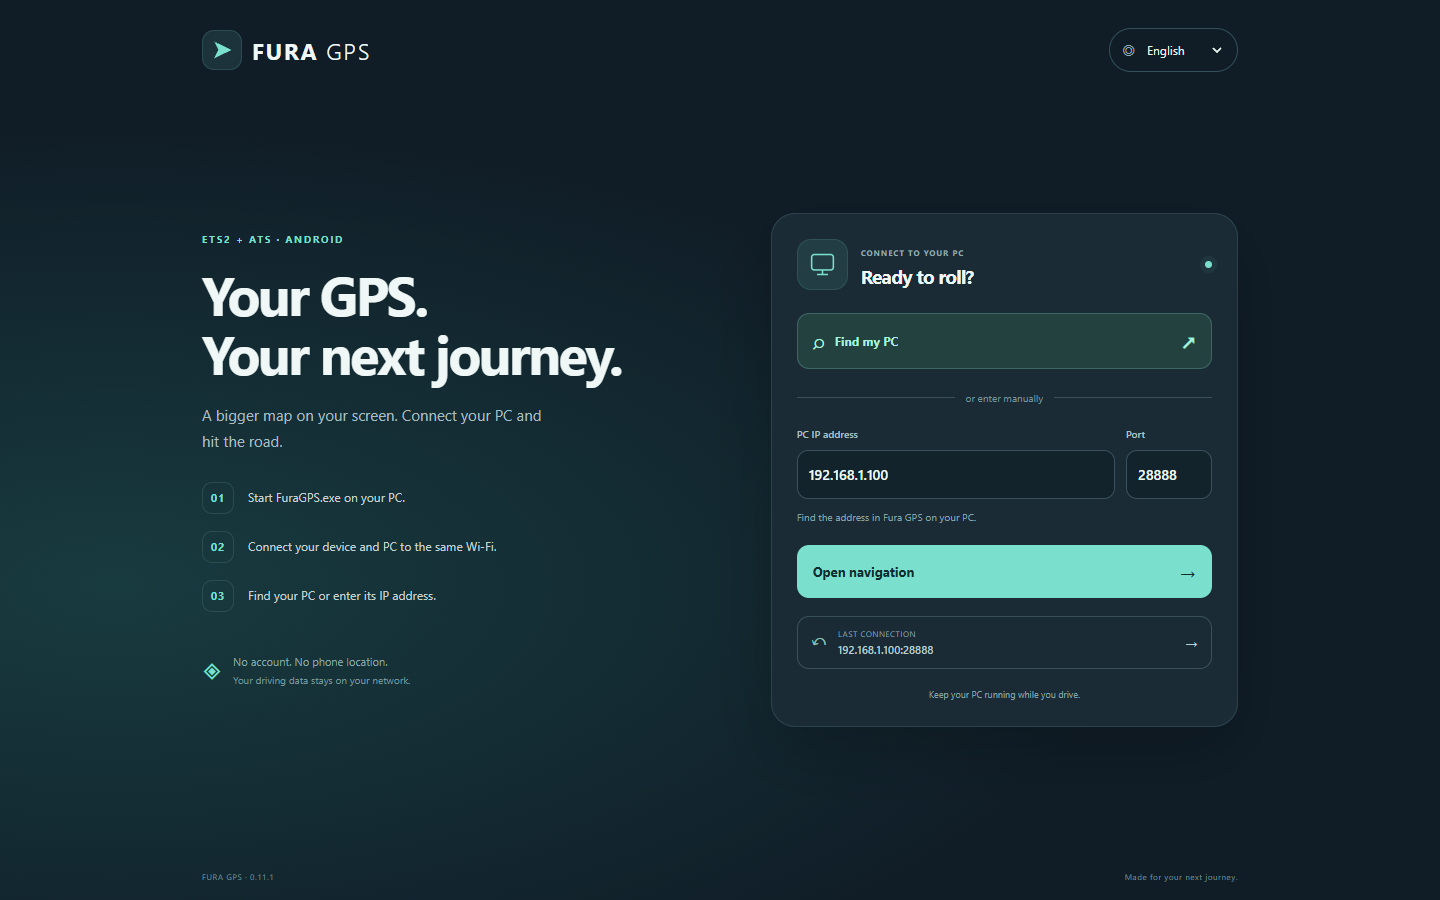 FURA GPS
English
ETS2 + ATS · ANDROID
Your GPS.
Your next journey.
A bigger map on your screen. Connect your PC and
hit the road.
01 Start FuraGPS.exe on your PC.
02 Connect your device and PC to the same Wi-Fi.
03 Find your PC or enter its IP address.
No account. No phone location.
Your driving data stays on your network.
CONNECT TO YOUR PC
Ready to roll?
Find my PC
or enter manually
PC IP address
Port
192.168.1.100
28888
Find the address in Fura GPS on your PC.
Open navigation →
LAST CONNECTION
192.168.1.100:28888 →
Keep your PC running while you drive.
FURA GPS · 0.11.1
Made for your next journey.